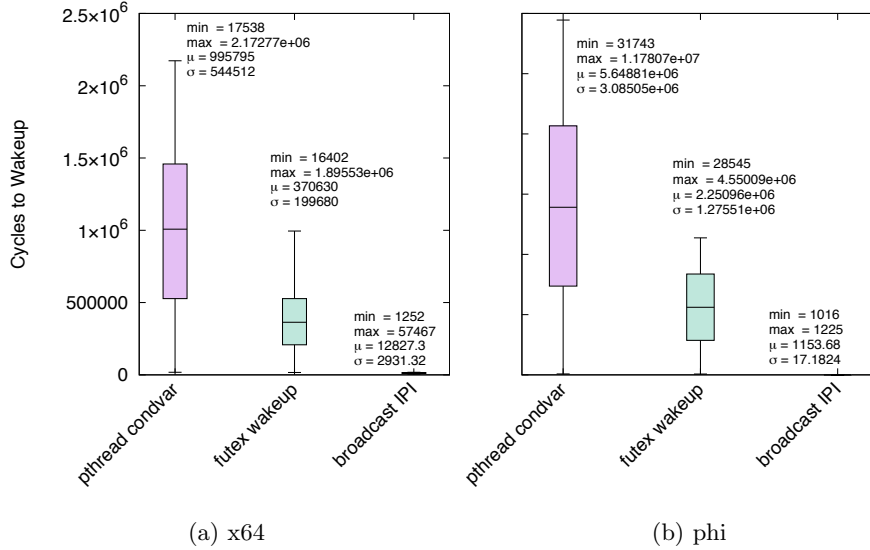 Cycles to Wakeup
2.5×10⁶
2×10⁶
1.5×10⁶
1×10⁶
500000
0
min = 17538
max = 2.17277e+06
μ = 995795
σ = 544512
min = 16402
max = 1.89553e+06
μ = 370630
σ = 199680
min = 1252
max = 57467
μ = 12827.3
σ = 2931.32
pthread condvar
futex wakeup
broadcast IPI
(a) x64
min = 31743
max = 1.17807e+07
μ = 5.64881e+06
σ = 3.08505e+06
min = 28545
max = 4.55009e+06
μ = 2.25096e+06
σ = 1.27551e+06
min = 1016
max = 1225
μ = 1153.68
σ = 17.1824
pthread condvar
futex wakeup
broadcast IPI
(b) phi